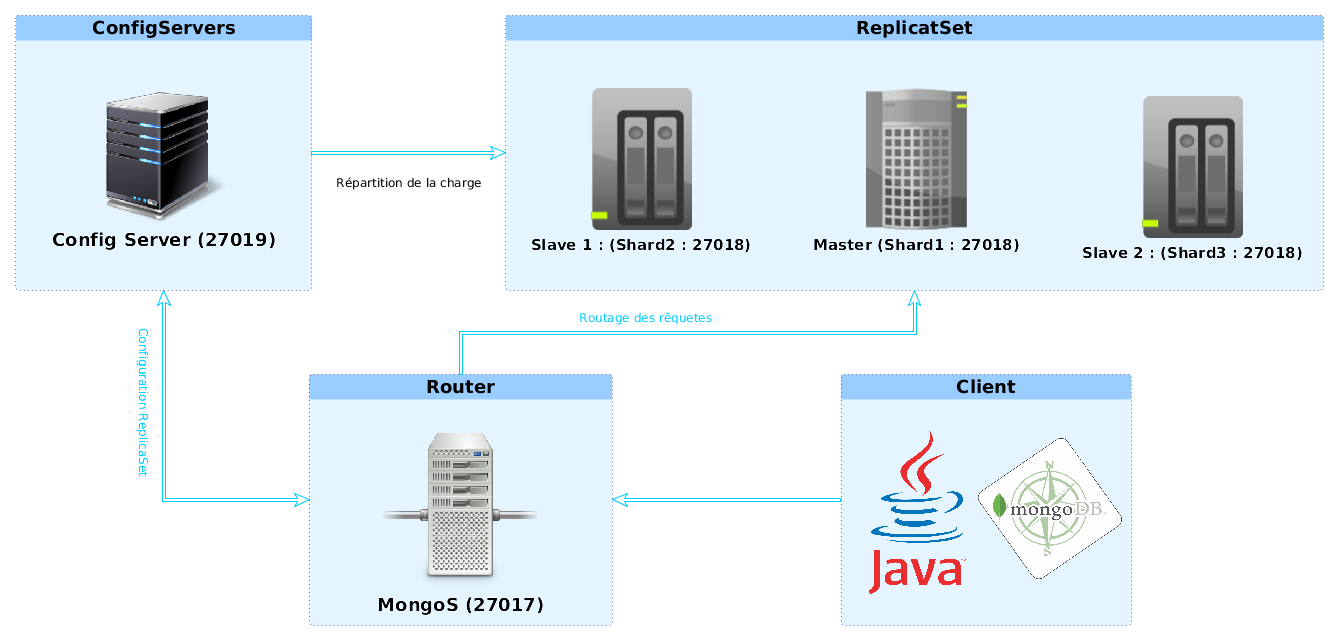 ConfigServers
ReplicatSet
Répartition de la charge
Config Server (27019)
Slave 1 : (Shard2 : 27018)
Master (Shard1 : 27018)
Slave 2 : (Shard3 : 27018)
Routage des rêquetes
Configuration ReplicaSet
Router
Client
N
mongoDB.
S
Java™
MongoS (27017)